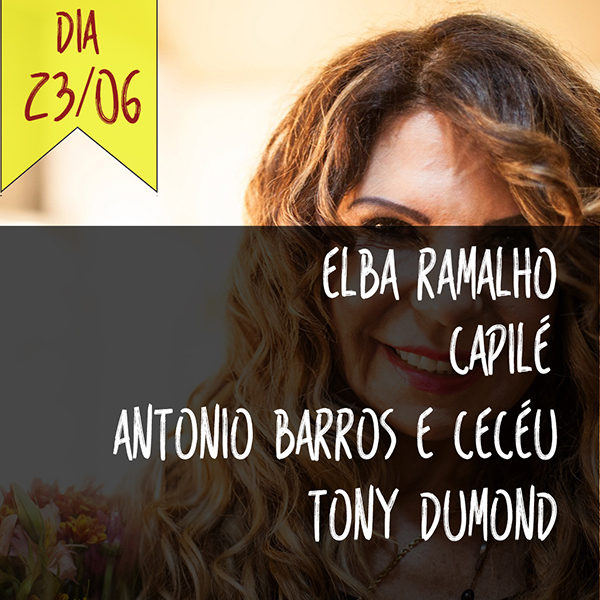 DIA
23/06
ELBA RAMALHO
CAPILÉ
ANTONIO BARROS E CECÉU
TONY DUMOND